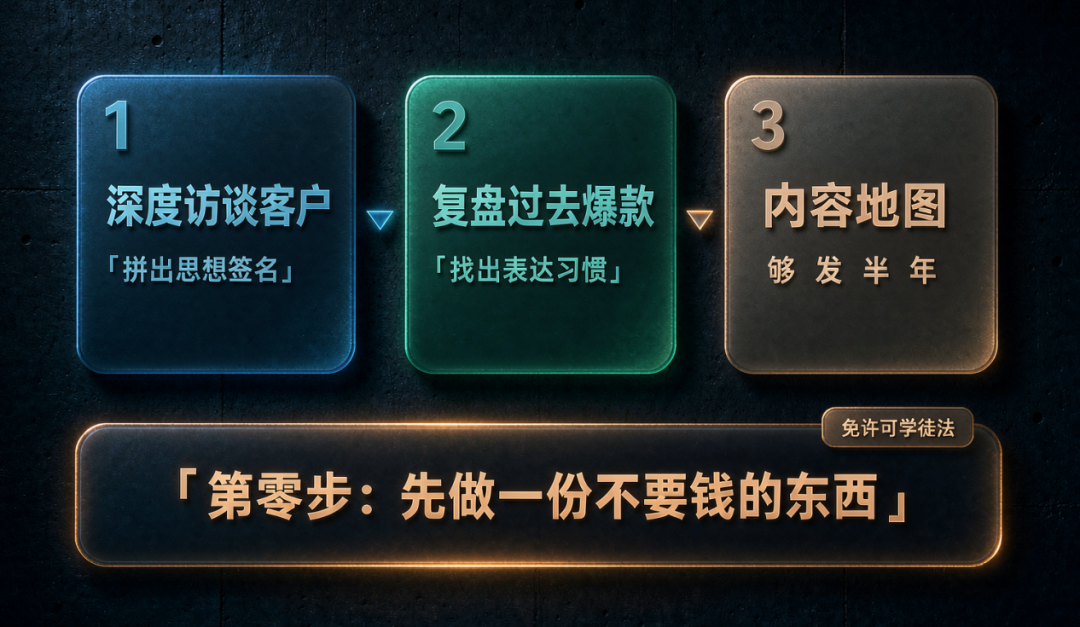 1
深度访谈客户
「拼出思想签名」
2
复盘过去爆款
「找出表达习惯」
3
内容地图
够发半年
免许可学徒法
「第零步：先做一份不要钱的东西」